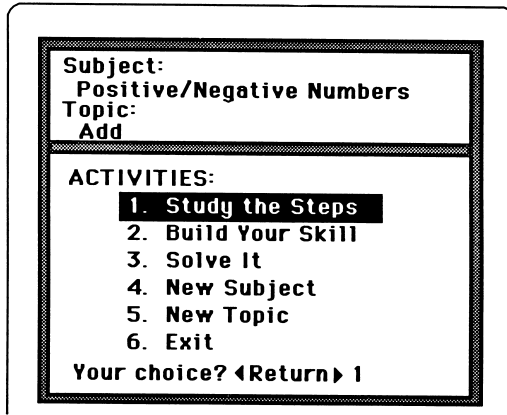 Subject:
Positive/Negative Numbers
Topic:
Add
ACTIVITIES:
1. Study the Steps
2. Build Your Skill
3. Solve It
4. New Subject
5. New Topic
6. Exit
Your choice? ◀Return▶ 1